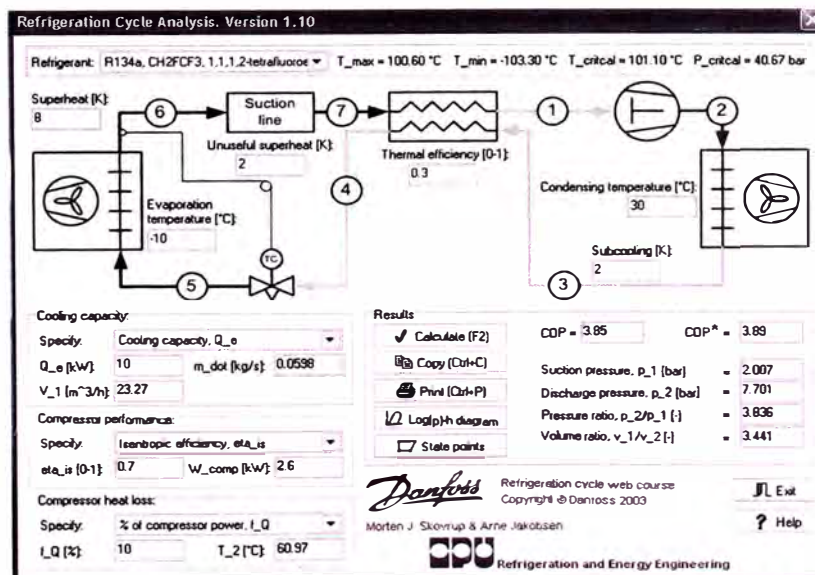 Refrigeration Cycle Analysis. Version 1.10
Refrigerant: R134a, CH2FCF3, 1,1,1,2-tetrafluoroe T_max = 100.60 °C T_min = -103.30 °C T_critcal = 101.10 °C P_critcal = 40.67 bar
Superheat [K]:
8
6
Suction
line
7
1
2
Unuseful superheat [K]:
2
Thermal efficiency [0-1]:
0.3
4
Condensing temperature [°C]:
30
Evaporation
temperature [°C]:
-10
Subcooling [K]:
2
TC
5
3
Cooling capacity:
Specify: Cooling capacity, Q_e
Q_e [kW]: 10 m_dot [kg/s]: 0.0598
V_1 [m^3/h]: 23.27
Compressor performance:
Specify: Isentropic efficiency, eta_is
eta_is [0-1]: 0.7 W_comp [kW]: 2.6
Compressor heat loss:
Specify: % of compressor power, f_Q
f_Q [%]: 10 T_2 [°C]: 60.97
Results
Calculate (F2)
Copy (Ctrl+C)
Print (Ctrl+P)
Log(p)-h diagram
State points
COP = 3.85 COP* = 3.89
Suction pressure, p_1 [bar] = 2.007
Discharge pressure, p_2 [bar] = 7.701
Pressure ratio, p_2/p_1 [-] = 3.836
Volume ratio, v_1/v_2 [-] = 3.441
Danfoss
Refrigeration cycle web course
Copyright © Danfoss 2003
Morten J. Skovrup & Arne Jakobsen
Refrigeration and Energy Engineering
Exit
Help